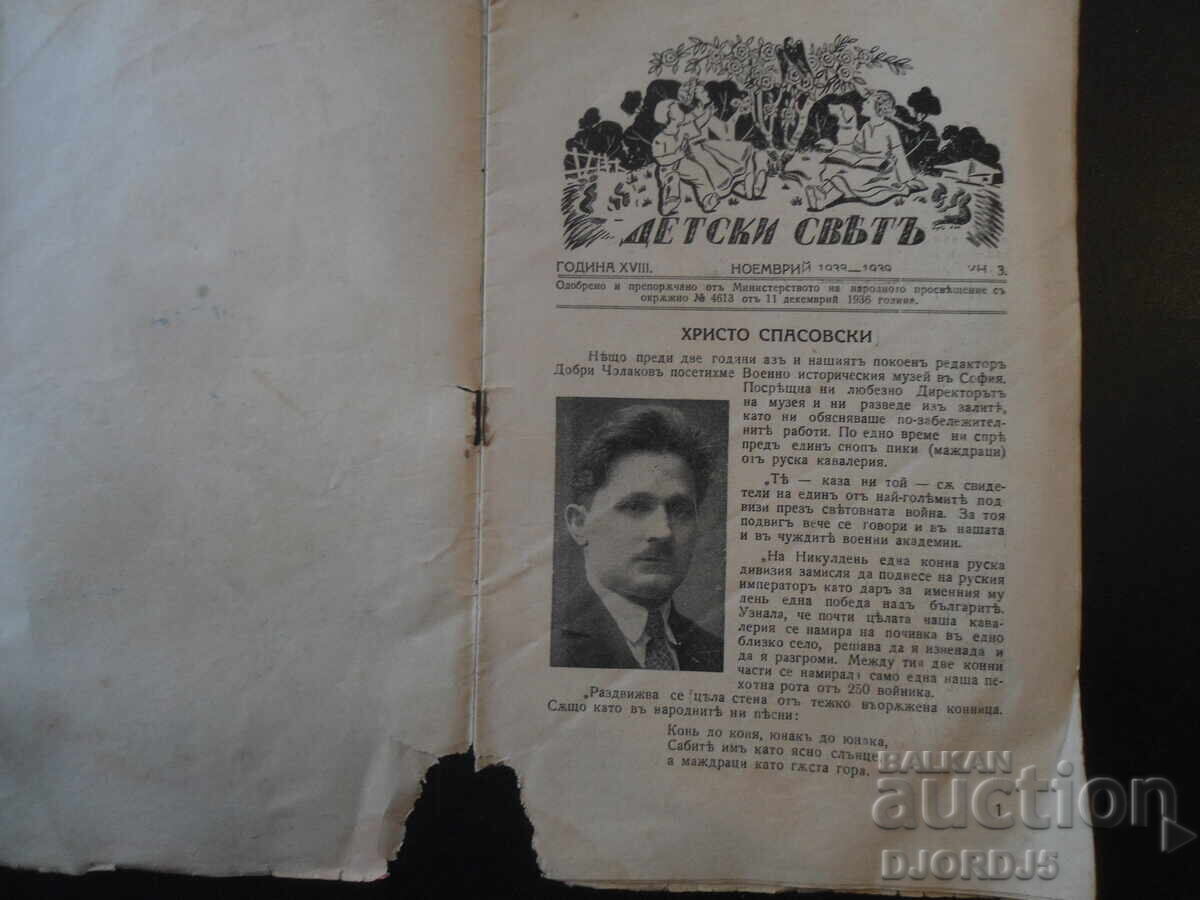 ДЕТСКИ СВѢТЪ
ГОДИНА XVIII. НОЕМВРИЙ 1938—1939 КН. 3.
Одобрено и препорѫчано отъ Министерството на народното просвѣщение съ
окрѫжно № 4613 отъ 11 декемврий 1936 година.
ХРИСТО СПАСОВСКИ
Нѣщо преди две години азъ и нашиятъ покоен редакторъ
Добри Чолаковъ посетихме Военно историческия музей въ София.
Посрѣщна ни любезно Директорътъ
на музея и ни разведе изъ залитѣ,
като ни обясняваше по-забележител-
нитѣ работи. По едно време ни спрѣ
предъ единъ снопъ пики (маждраци)
отъ руска кавалерия.
„Тѣ — каза ни той — сѫ свиде-
тели на единъ отъ най-голѣмитѣ под
визи презъ свѣтовната война. За тоя
подвигъ вече се говори и въ нашата
и въ чуждитѣ военни академии.
„На Никулдень една конна руска
дивизия замисля да поднесе на руския
императоръ като даръ за именния му
день една победа надъ българитѣ.
Узнала, че почти цѣлата наша кава-
лерия се намира на почивка въ едно
близко село, решава да я изненада и
да я разгроми. Между тия две конни
части се намирала само една наша пе-
хотна рота отъ 250 войника.
„Раздвижва се цѣла стена отъ тежко въорѫжена конница.
Сѫщо като въ народнитѣ ни пѣсни:
Конь до коня, юнакъ до юнака,
Сабитѣ имъ като ясно слънце
а маждраци като гѫста гора.
1
BALKAN
auction
DJORDJ5